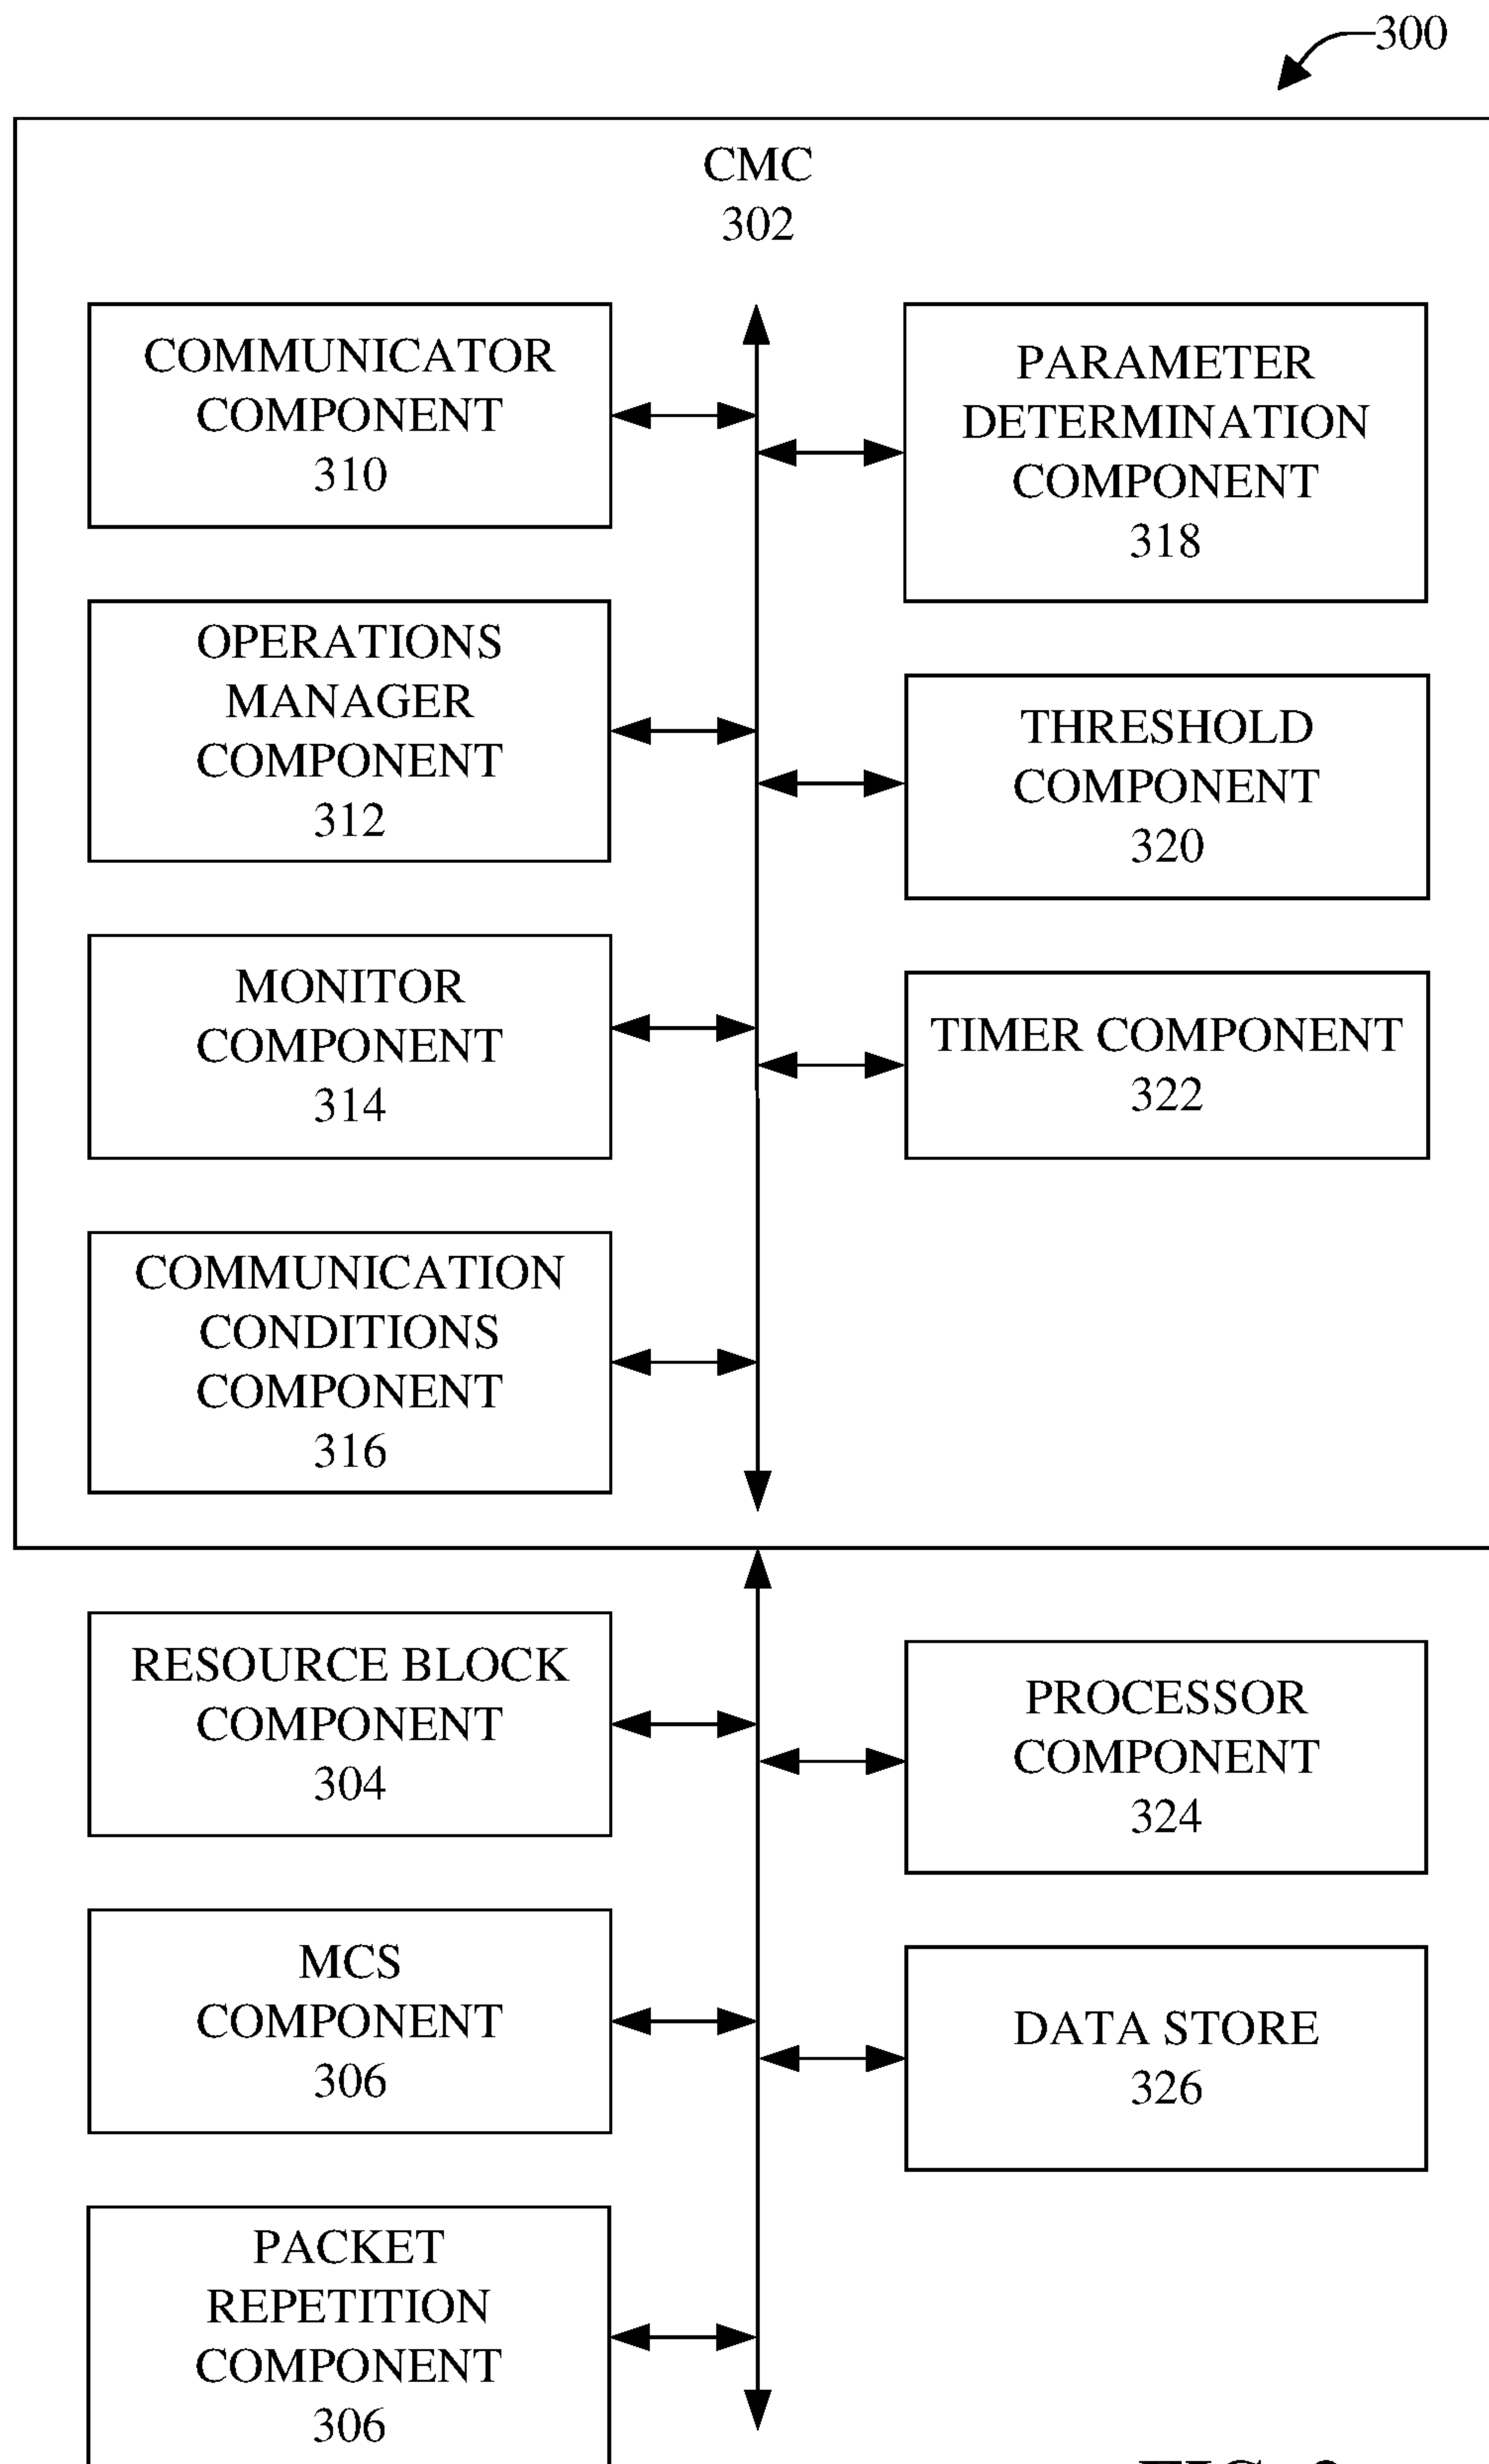 300
CMC
302
COMMUNICATOR
COMPONENT
310
PARAMETER
DETERMINATION
COMPONENT
318
OPERATIONS
MANAGER
COMPONENT
312
THRESHOLD
COMPONENT
320
MONITOR
COMPONENT
314
TIMER COMPONENT
322
COMMUNICATION
CONDITIONS
COMPONENT
316
RESOURCE BLOCK
COMPONENT
304
PROCESSOR
COMPONENT
324
MCS
COMPONENT
306
DATA STORE
326
PACKET
REPETITION
COMPONENT
306